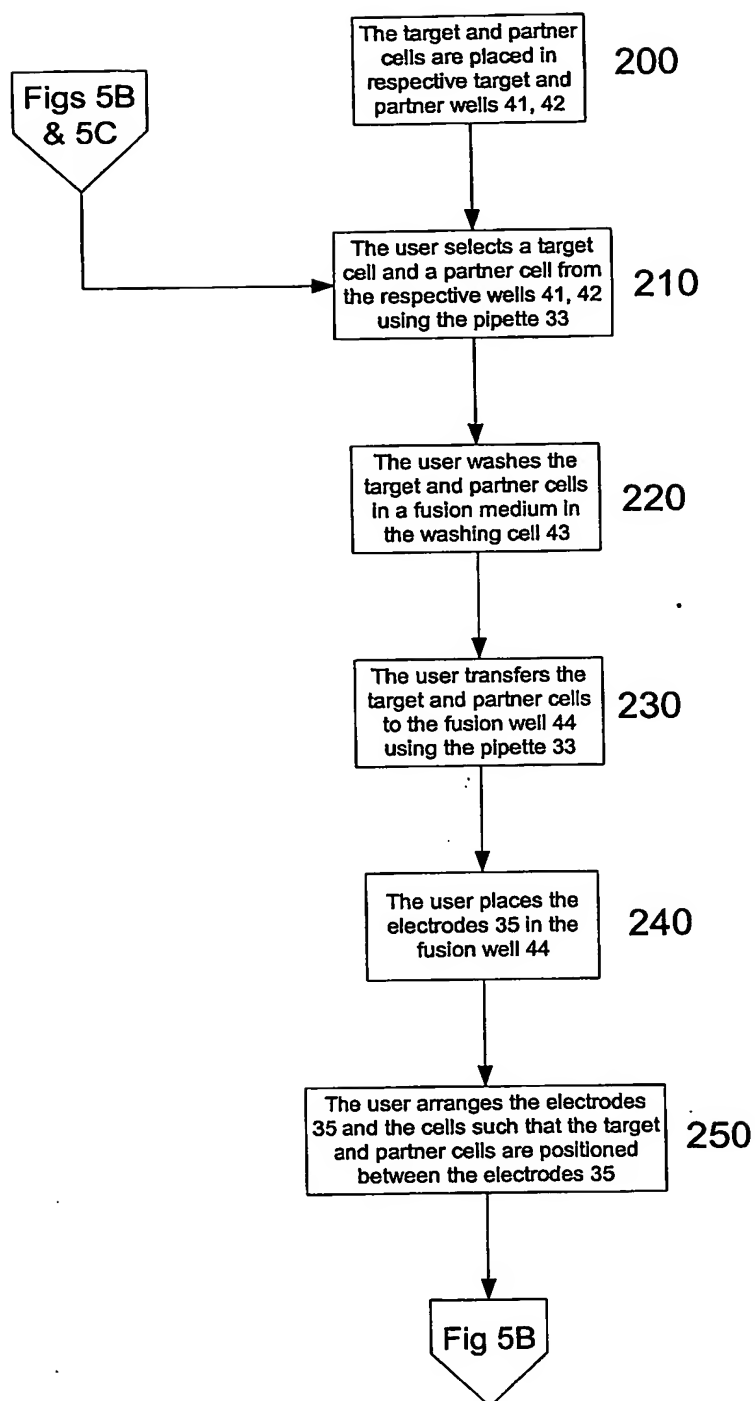 The target and partner
cells are placed in
respective target and
partner wells 41, 42
200
Figs 5B
& 5C
The user selects a target
cell and a partner cell from
the respective wells 41, 42
using the pipette 33
210
The user washes the
target and partner cells
in a fusion medium in
the washing cell 43
220
The user transfers the
target and partner cells
to the fusion well 44
using the pipette 33
230
The user places the
electrodes 35 in the
fusion well 44
240
The user arranges the electrodes
35 and the cells such that the target
and partner cells are positioned
between the electrodes 35
250
Fig 5B